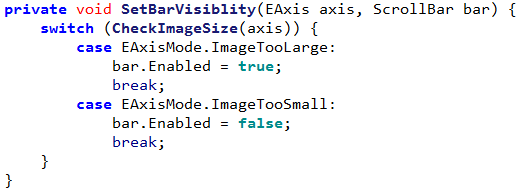 private void SetBarVisiblity(EAxis axis, ScrollBar bar) {
    switch (CheckImageSize(axis)) {
        case EAxisMode.ImageTooLarge:
            bar.Enabled = true;
            break;
        case EAxisMode.ImageTooSmall:
            bar.Enabled = false;
            break;
    }
}